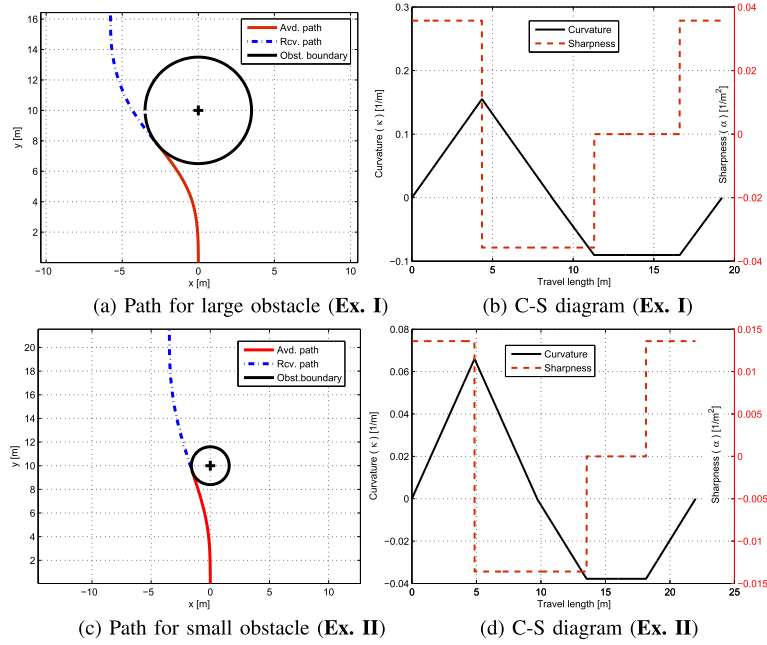 Avd. path
Rcv. path
Obst. boundary
16
14
12
10
8
6
4
2
y [m]
−10
−5
0
5
10
x [m]
(a) Path for large obstacle (Ex. I)
Curvature
Sharpness
0.3
0.2
0.1
0
−0.1
Curvature ( κ ) [1/m]
0.04
0.02
0
−0.02
−0.04
Sharpness ( α ) [1/m²]
0
5
10
15
20
Travel length [m]
(b) C-S diagram (Ex. I)
Avd. path
Rcv. path
Obst.boundary
20
18
16
14
12
10
8
6
4
2
y [m]
−10
−5
0
5
10
x [m]
(c) Path for small obstacle (Ex. II)
Curvature
Sharpness
0.08
0.06
0.04
0.02
0
−0.02
−0.04
Curvature ( κ ) [1/m]
0.015
0.01
0.005
0
−0.005
−0.01
−0.015
Sharpness ( α ) [1/m²]
0
5
10
15
20
25
Travel length [m]
(d) C-S diagram (Ex. II)